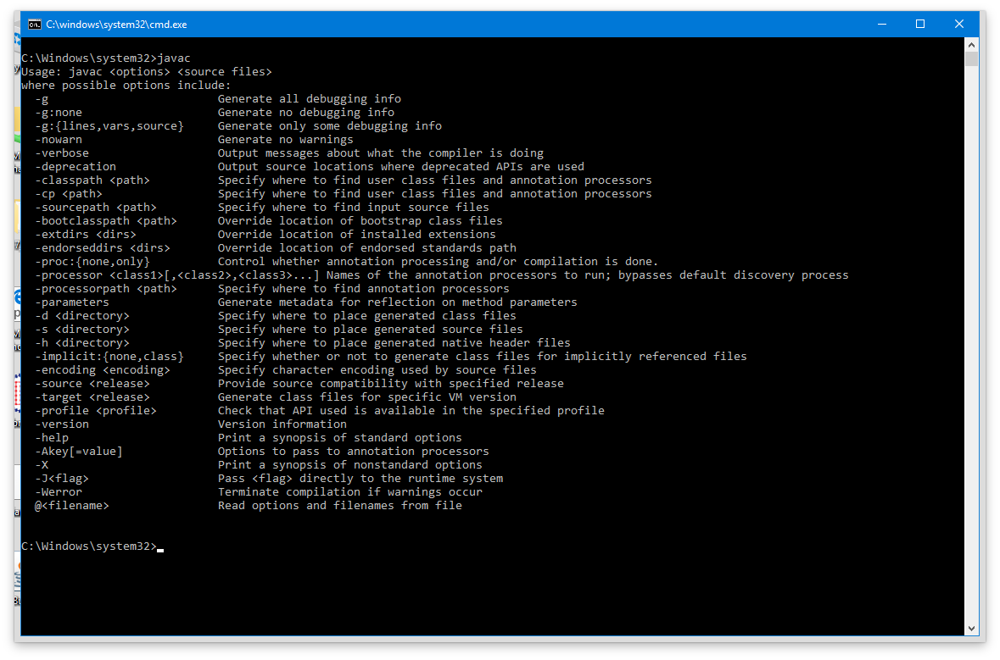 C:\windows\system32\cmd.exe
C:\Windows\system32>javac
Usage: javac <options> <source files>
where possible options include:
  -g                         Generate all debugging info
  -g:none                    Generate no debugging info
  -g:{lines,vars,source}     Generate only some debugging info
  -nowarn                    Generate no warnings
  -verbose                   Output messages about what the compiler is doing
  -deprecation               Output source locations where deprecated APIs are used
  -classpath <path>          Specify where to find user class files and annotation processors
  -cp <path>                 Specify where to find user class files and annotation processors
  -sourcepath <path>         Specify where to find input source files
  -bootclasspath <path>      Override location of bootstrap class files
  -extdirs <dirs>            Override location of installed extensions
  -endorseddirs <dirs>       Override location of endorsed standards path
  -proc:{none,only}          Control whether annotation processing and/or compilation is done.
  -processor <class1>[,<class2>,<class3>...] Names of the annotation processors to run; bypasses default discovery process
  -processorpath <path>      Specify where to find annotation processors
  -parameters                Generate metadata for reflection on method parameters
  -d <directory>             Specify where to place generated class files
  -s <directory>             Specify where to place generated source files
  -h <directory>             Specify where to place generated native header files
  -implicit:{none,class}     Specify whether or not to generate class files for implicitly referenced files
  -encoding <encoding>       Specify character encoding used by source files
  -source <release>          Provide source compatibility with specified release
  -target <release>          Generate class files for specific VM version
  -profile <profile>         Check that API used is available in the specified profile
  -version                   Version information
  -help                      Print a synopsis of standard options
  -Akey[=value]              Options to pass to annotation processors
  -X                         Print a synopsis of nonstandard options
  -J<flag>                   Pass <flag> directly to the runtime system
  -Werror                    Terminate compilation if warnings occur
  @<filename>                Read options and filenames from file
C:\Windows\system32>